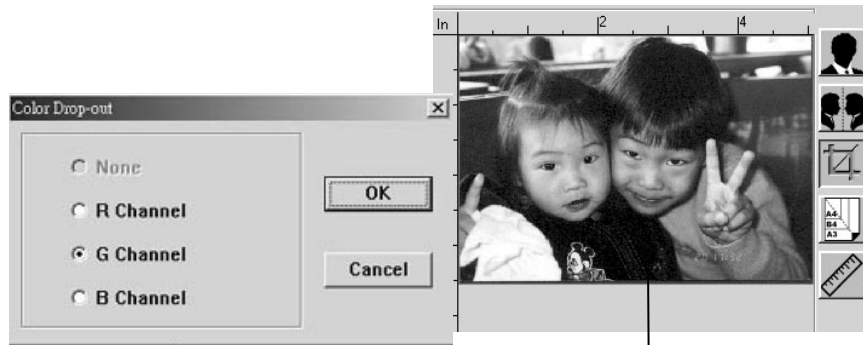 In 2 4
Color Drop-out
None
R Channel
G Channel
B Channel
OK
Cancel
A4
B4
A3